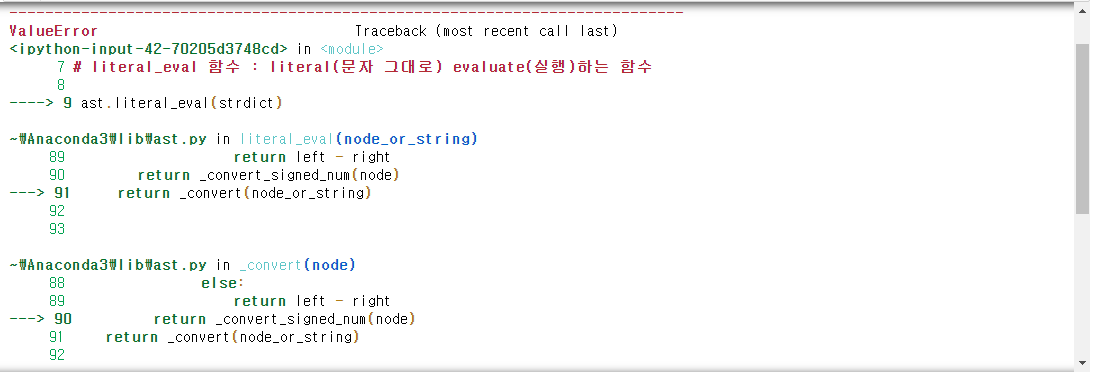 ---------------------------------------------------------------------------
ValueError                                Traceback (most recent call last)
<ipython-input-42-70205d3748cd> in <module>
      7 # literal_eval 함수 : literal(문자 그대로) evaluate(실행)하는 함수
      8
----> 9 ast.literal_eval(strdict)
~\Anaconda3\lib\ast.py in literal_eval(node_or_string)
     89                     return left - right
     90         return _convert_signed_num(node)
---> 91     return _convert(node_or_string)
     92
     93
~\Anaconda3\lib\ast.py in _convert(node)
     88                 else:
     89                     return left - right
---> 90         return _convert_signed_num(node)
     91     return _convert(node_or_string)
     92